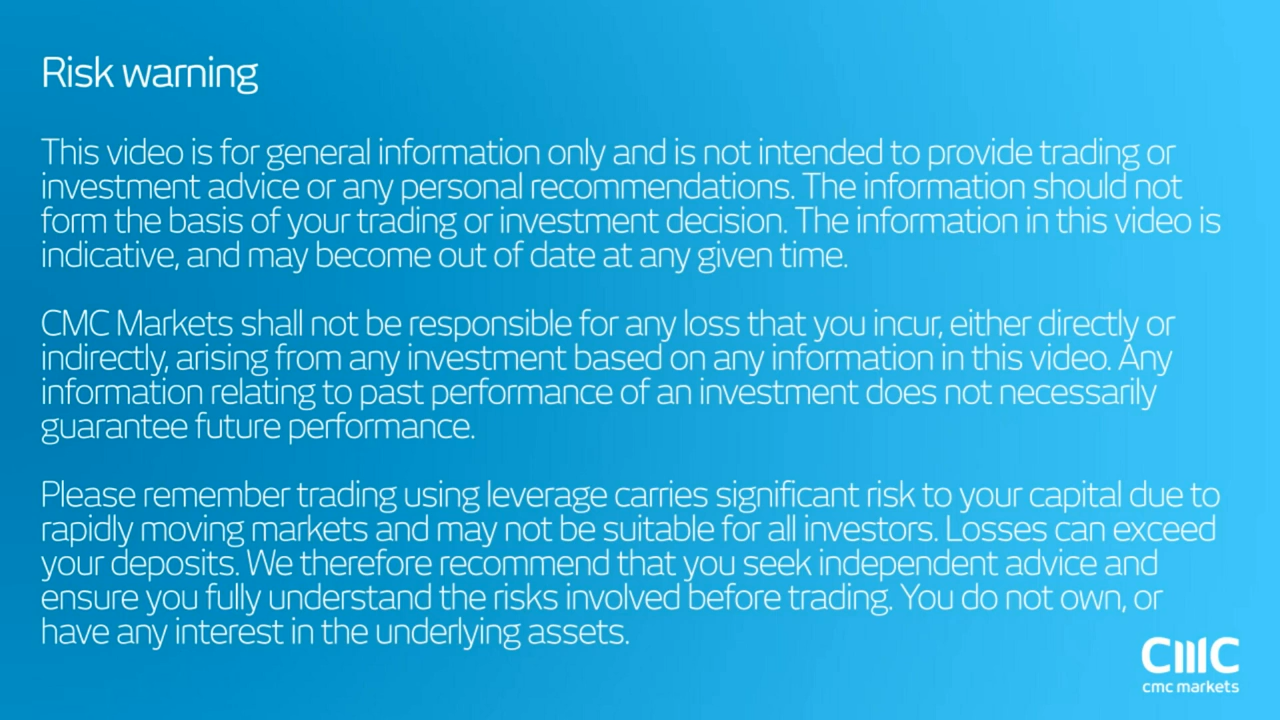 Risk warning
This video is for general information only and is not intended to provide trading or
investment advice or any personal recommendations. The information should not
form the basis of your trading or investment decision. The information in this video is
indicative, and may become out of date at any given time.
CMC Markets shall not be responsible for any loss that you incur, either directly or
indirectly, arising from any investment based on any information in this video. Any
information relating to past performance of an investment does not necessarily
guarantee future performance.
Please remember trading using leverage carries significant risk to your capital due to
rapidly moving markets and may not be suitable for all investors. Losses can exceed
your deposits. We therefore recommend that you seek independent advice and
ensure you fully understand the risks involved before trading. You do not own, or
have any interest in the underlying assets.
CMC
cmc markets